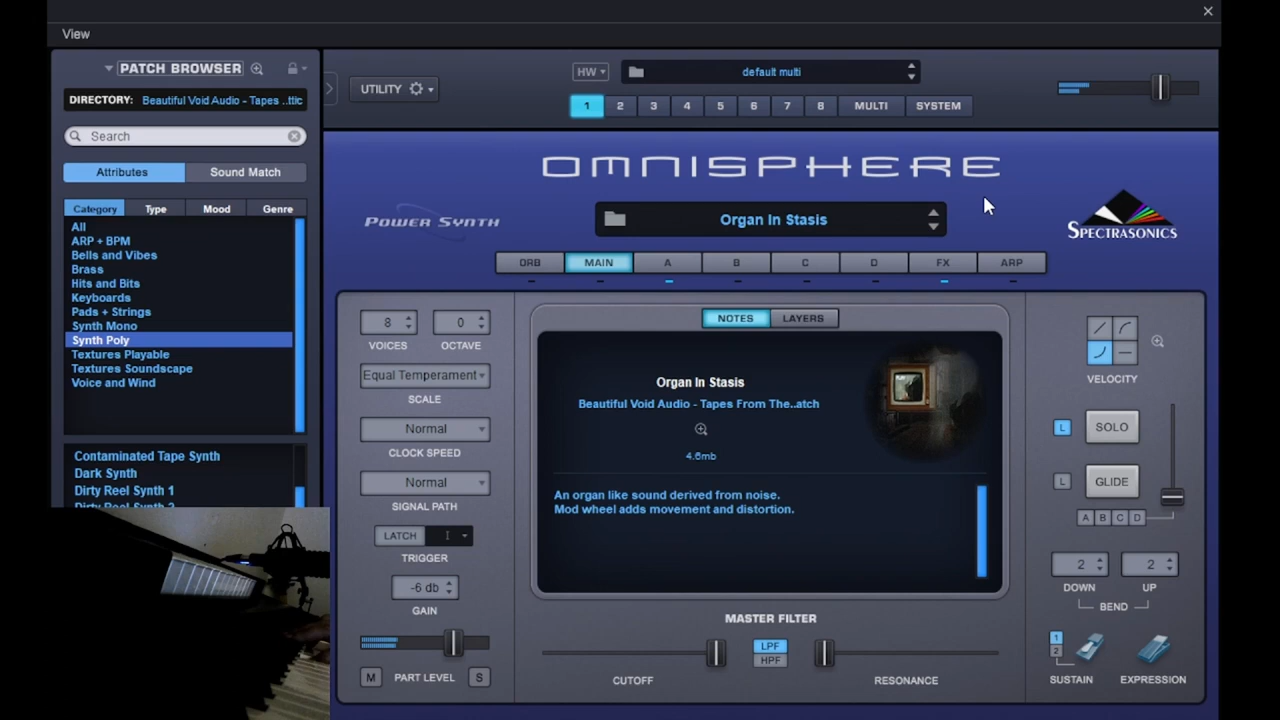 View
PATCH BROWSER
DIRECTORY: Beautiful Void Audio - Tapes ..ttic
Search
Attributes
Sound Match
Category Type Mood Genre
All
ARP + BPM
Bells and Vibes
Brass
Hits and Bits
Keyboards
Pads + Strings
Synth Mono
Synth Poly
Textures Playable
Textures Soundscape
Voice and Wind
Contaminated Tape Synth
Dark Synth
Dirty Reel Synth 1
Dirty Reel Synth 2
UTILITY
HW
default multi
1 2 3 4 5 6 7 8 MULTI SYSTEM
OMNISPHERE
POWER SYNTH
Organ In Stasis
SPECTRASONICS
ORB MAIN A B C D FX ARP
8
VOICES
0
OCTAVE
Equal Temperament
SCALE
Normal
CLOCK SPEED
Normal
SIGNAL PATH
LATCH
TRIGGER
-6 db
GAIN
M PART LEVEL S
NOTES LAYERS
Organ In Stasis
Beautiful Void Audio - Tapes From The..atch
4.6mb
An organ like sound derived from noise.
Mod wheel adds movement and distortion.
MASTER FILTER
LPF
HPF
CUTOFF
RESONANCE
VELOCITY
L SOLO
L GLIDE
A B C D
2 2
DOWN UP
BEND
1
2
SUSTAIN EXPRESSION